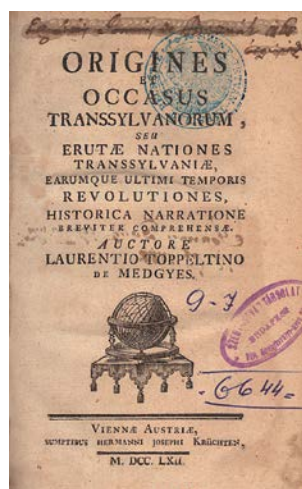 ORIGINES
ET
OCCASUS
TRANSSYLVANORUM,
SEU
ERUTÆ NATIONES
TRANSSYLVANIÆ,
EARUMQUE ULTIMI TEMPORIS
REVOLUTIONES,
HISTORICA NARRATIONE
BREVITER COMPREHENSÆ.
AUCTORE
LAURENTIO TOPPELTINO
DE MEDGYES.
9-7
6644=
VIENNÆ AUSTRIÆ,
SUMPTIBUS HERMANNI JOSEPHI KRÜCHTEN,
M. DCC. LXII.